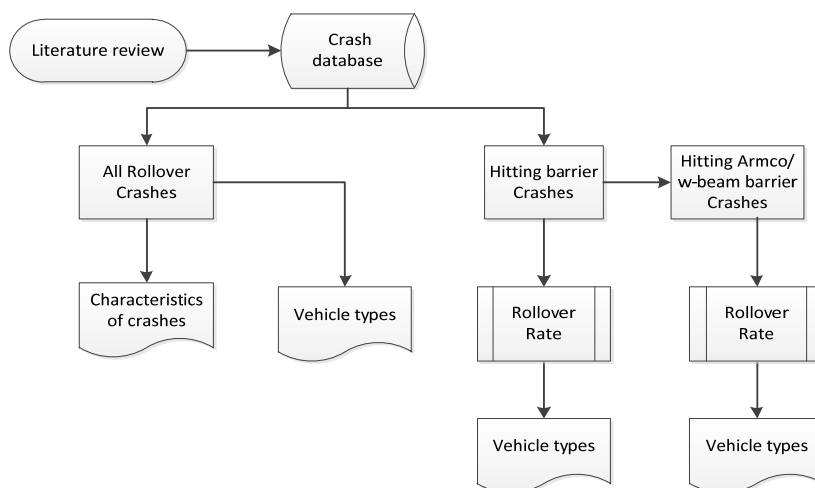 Literature review
Crash
database
All Rollover
Crashes
Hitting barrier
Crashes
Hitting Armco/
w-beam barrier
Crashes
Characteristics
of crashes
Vehicle types
Rollover
Rate
Rollover
Rate
Vehicle types
Vehicle types